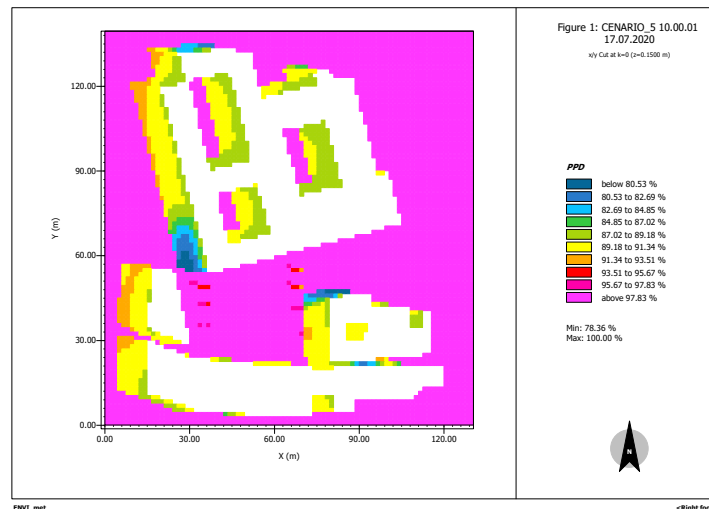 Figure 1: CENARIO_5 10.00.01
17.07.2020
x/y Cut at k=0 (z=0.1500 m)
120.00
90.00
60.00
30.00
0.00
Y (m)
0.00 30.00 60.00 90.00 120.00
X (m)
PPD
below 80.53 %
80.53 to 82.69 %
82.69 to 84.85 %
84.85 to 87.02 %
87.02 to 89.18 %
89.18 to 91.34 %
91.34 to 93.51 %
93.51 to 95.67 %
95.67 to 97.83 %
above 97.83 %
Min: 78.36 %
Max: 100.00 %
N
ENVI_met
<Right foo